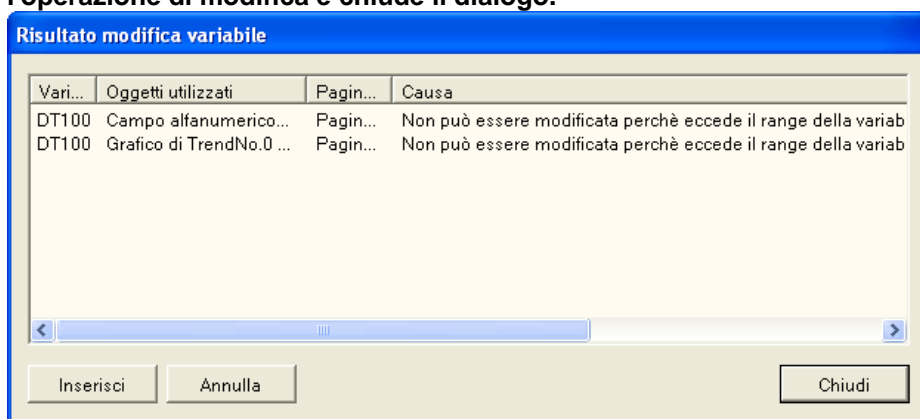 l'operazione di modifica e chiude il dialogo.
Risultato modifica variabile
Vari... Oggetti utilizzati Pagin... Causa
DT100 Campo alfanumerico... Pagin... Non può essere modificata perchè eccede il range della variab
DT100 Grafico di TrendNo.0 ... Pagin... Non può essere modificata perchè eccede il range della variab
Inserisci Annulla Chiudi